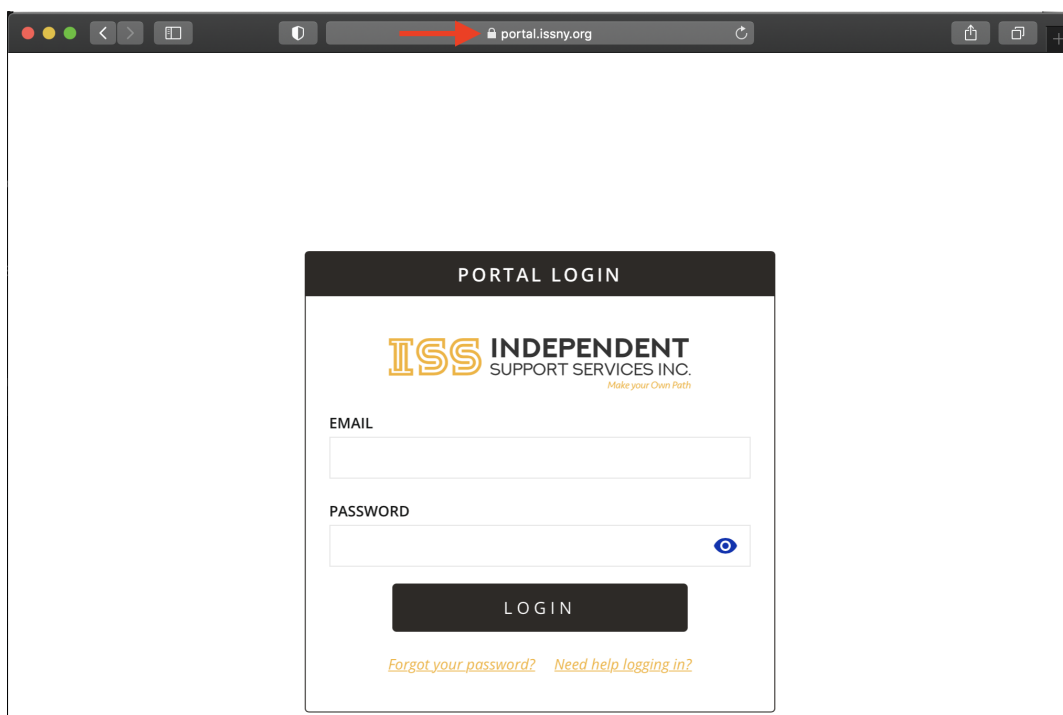 portal.issny.org
PORTAL LOGIN
ISS INDEPENDENT
SUPPORT SERVICES INC.
Make your Own Path
EMAIL
PASSWORD
LOGIN
Forgot your password? Need help logging in?